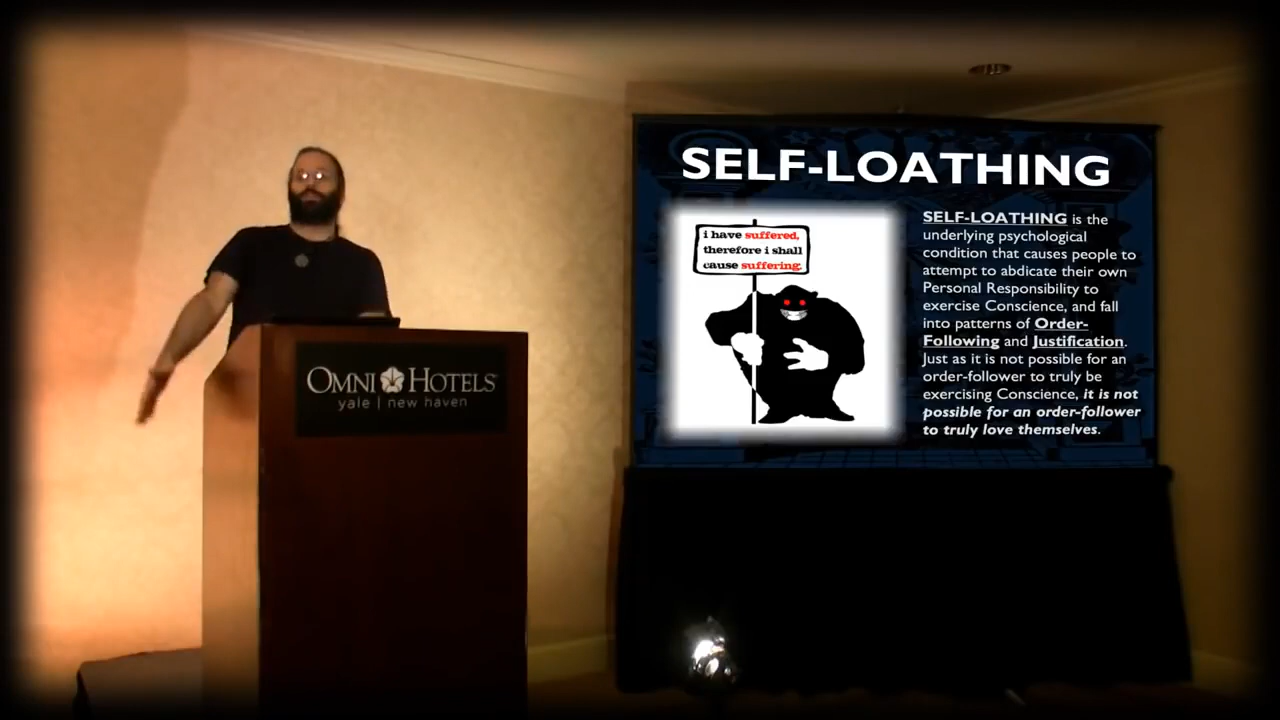 SELF-LOATHING
i have suffered,
therefore i shall
cause suffering.
SELF-LOATHING is the
underlying psychological
condition that causes people to
attempt to abdicate their own
Personal Responsibility to
exercise Conscience, and fall
into patterns of Order-
Following and Justification.
Just as it is not possible for an
order-follower to truly be
exercising Conscience, it is not
possible for an order-follower
to truly love themselves.
OMNI HOTELS
yale | new haven